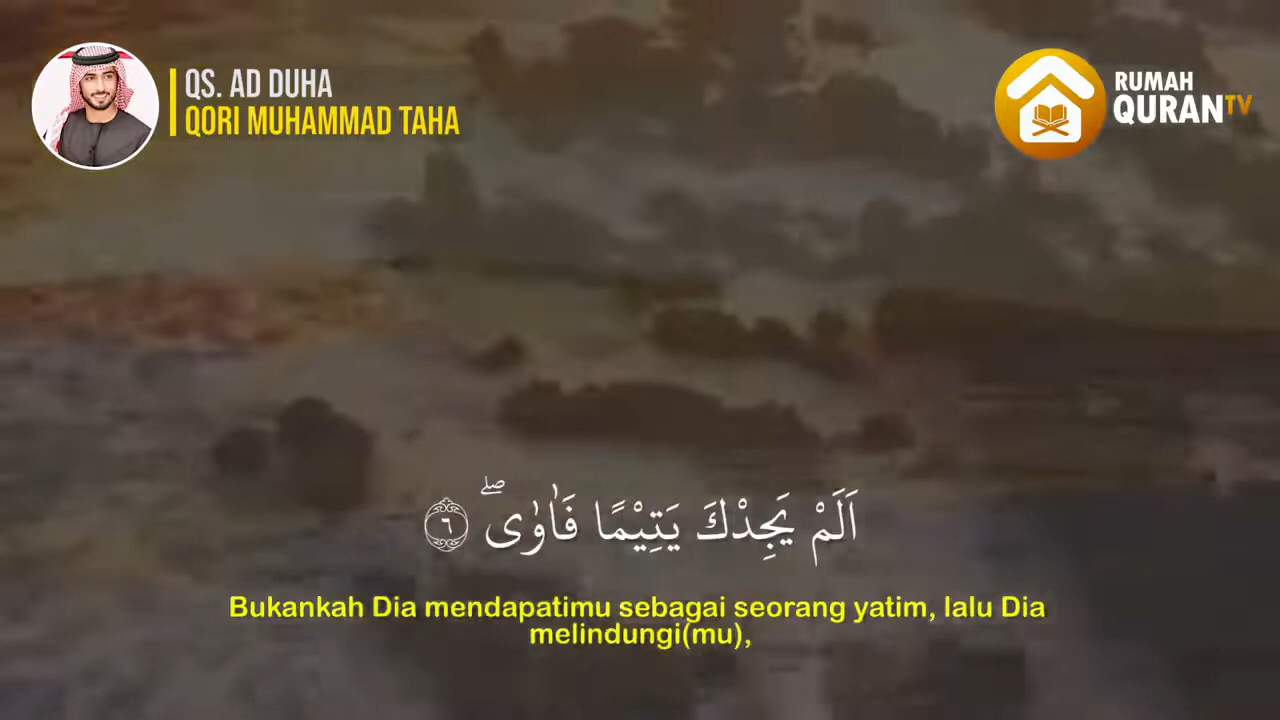 QS. AD DUHA
QORI MUHAMMAD TAHA
RUMAH
QURANTV
اَلَمْ يَجِدْكَ يَتِيْمًا فَاٰوٰىۖ ٦
Bukankah Dia mendapatimu sebagai seorang yatim, lalu Dia
melindungi(mu),